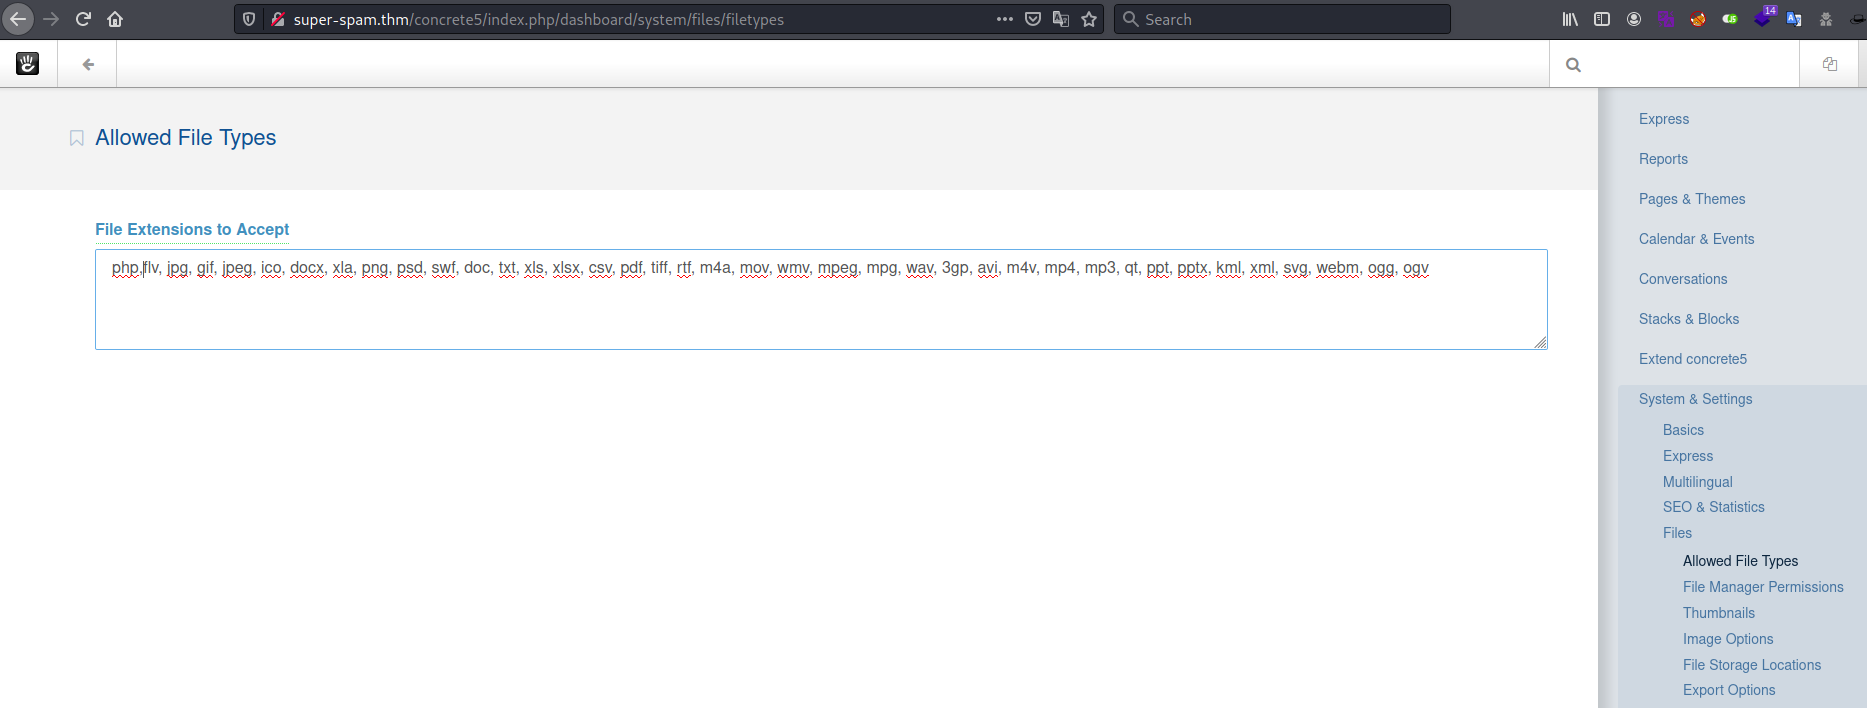 super-spam.thm/concrete5/index.php/dashboard/system/files/filetypes
Search
14
Allowed File Types
File Extensions to Accept
php,flv, jpg, gif, jpeg, ico, docx, xla, png, psd, swf, doc, txt, xls, xlsx, csv, pdf, tiff, rtf, m4a, mov, wmv, mpeg, mpg, wav, 3gp, avi, m4v, mp4, mp3, qt, ppt, pptx, kml, xml, svg, webm, ogg, ogv
Express
Reports
Pages & Themes
Calendar & Events
Conversations
Stacks & Blocks
Extend concrete5
System & Settings
Basics
Express
Multilingual
SEO & Statistics
Files
Allowed File Types
File Manager Permissions
Thumbnails
Image Options
File Storage Locations
Export Options